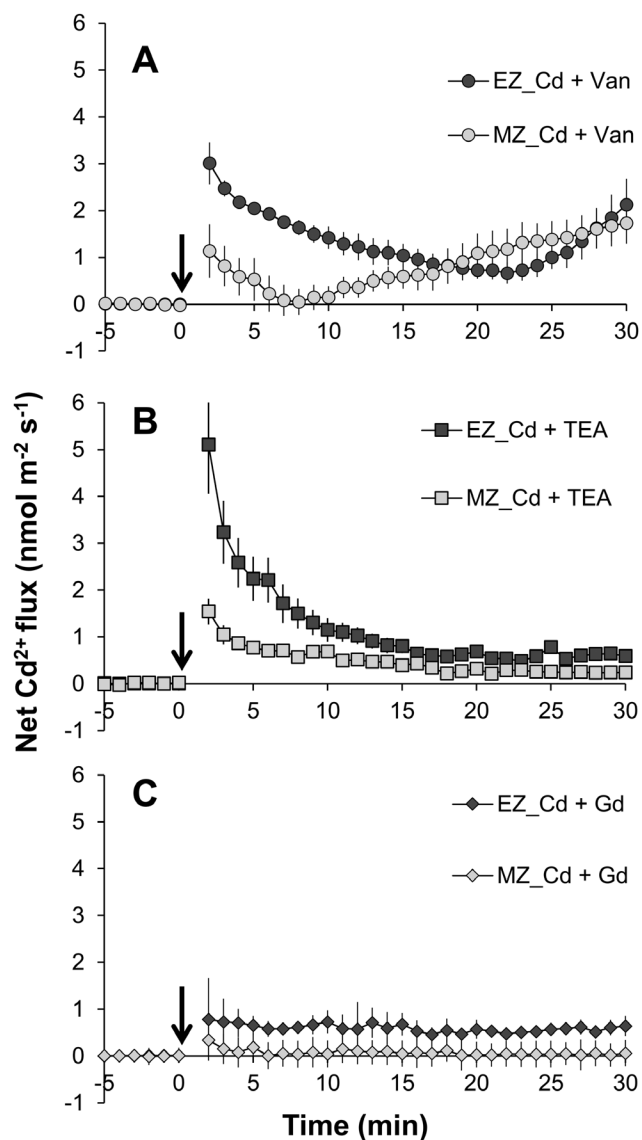 A
EZ_Cd + Van
MZ_Cd + Van
6
5
4
3
2
1
0
-1
-5 0 5 10 15 20 25 30
B
EZ_Cd + TEA
MZ_Cd + TEA
6
5
4
3
2
1
0
-1
-5 0 5 10 15 20 25 30
C
EZ_Cd + Gd
MZ_Cd + Gd
6
5
4
3
2
1
0
-1
-5 0 5 10 15 20 25 30
Net Cd²⁺ flux (nmol m⁻² s⁻¹)
Time (min)